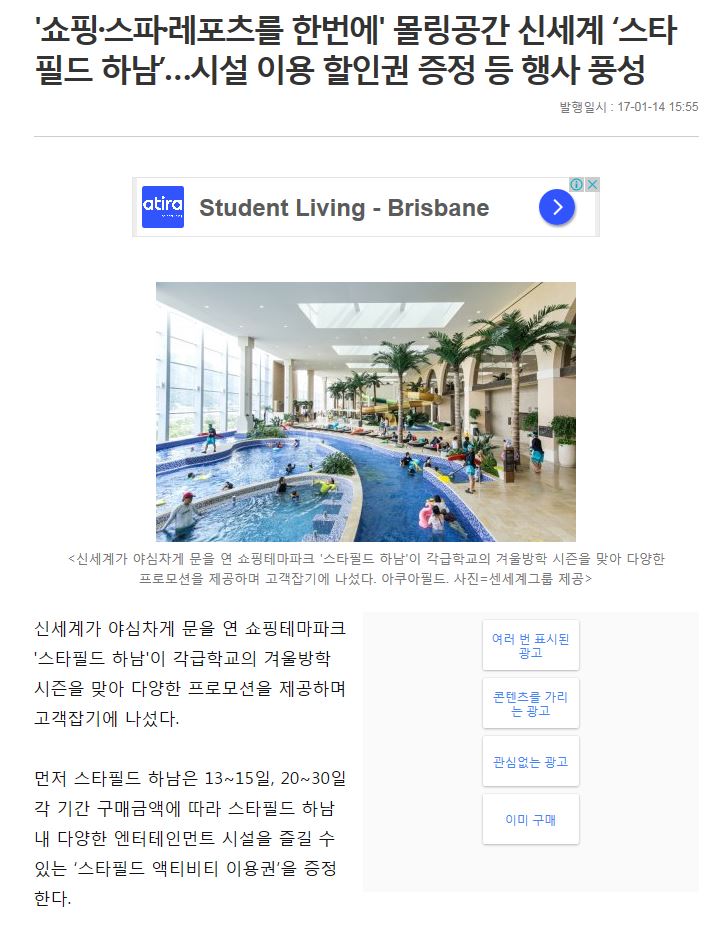 '쇼핑·스파·레포츠를 한번에' 몰링공간 신세계 ‘스타
필드 하남’…시설 이용 할인권 증정 등 행사 풍성
발행일시 : 17-01-14 15:55
atira
Student Living - Brisbane
<신세계가 야심차게 문을 연 쇼핑테마파크 '스타필드 하남'이 각급학교의 겨울방학 시즌을 맞아 다양한
프로모션을 제공하며 고객잡기에 나섰다. 아쿠아필드. 사진=센세계그룹 제공>
신세계가 야심차게 문을 연 쇼핑테마파크
'스타필드 하남'이 각급학교의 겨울방학
시즌을 맞아 다양한 프로모션을 제공하며
고객잡기에 나섰다.
먼저 스타필드 하남은 13~15일, 20~30일
각 기간 구매금액에 따라 스타필드 하남
내 다양한 엔터테인먼트 시설을 즐길 수
있는 ‘스타필드 액티비티 이용권’을 증정
한다.
여러 번 표시된
광고
콘텐츠를 가리
는 광고
관심없는 광고
이미 구매